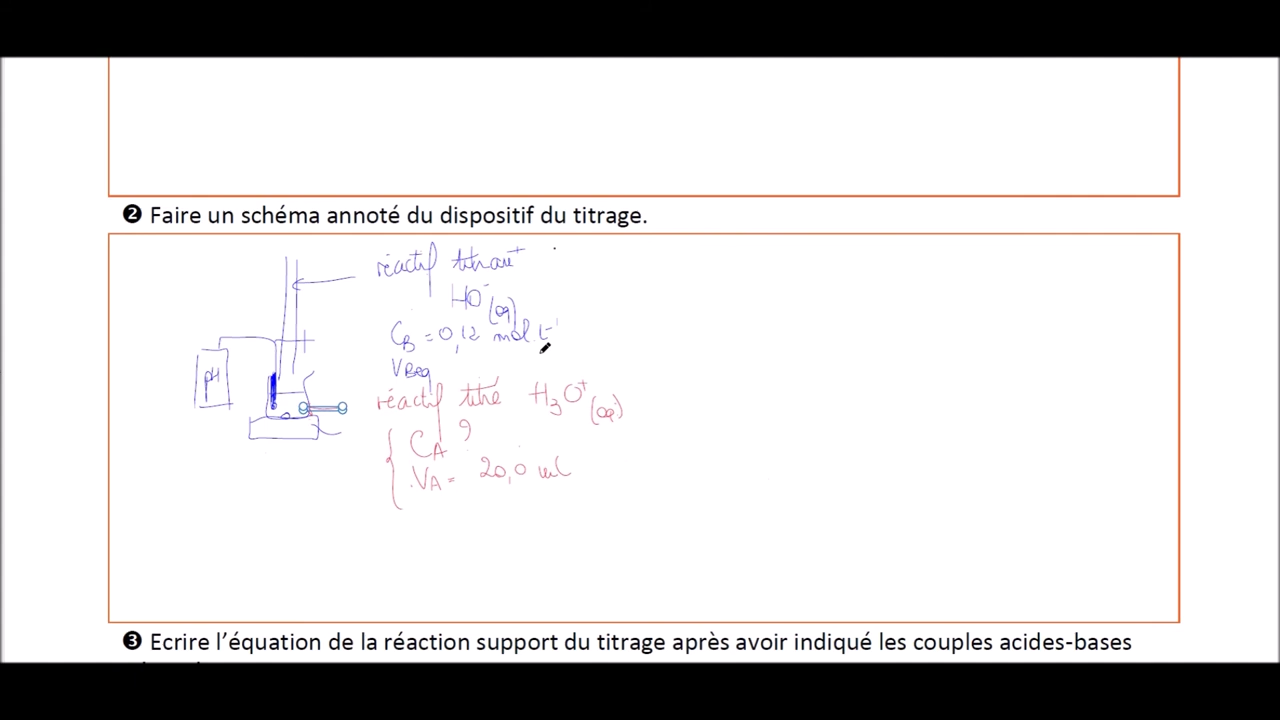 ❷ Faire un schéma annoté du dispositif du titrage.
réactif titrant
HO⁻(aq)
C_B = 0,12 mol.L⁻¹
V_Beq
pH
réactif titré H₃O⁺(aq)
C_A ?
V_A = 20,0 mL
❸ Ecrire l’équation de la réaction support du titrage après avoir indiqué les couples acides-bases